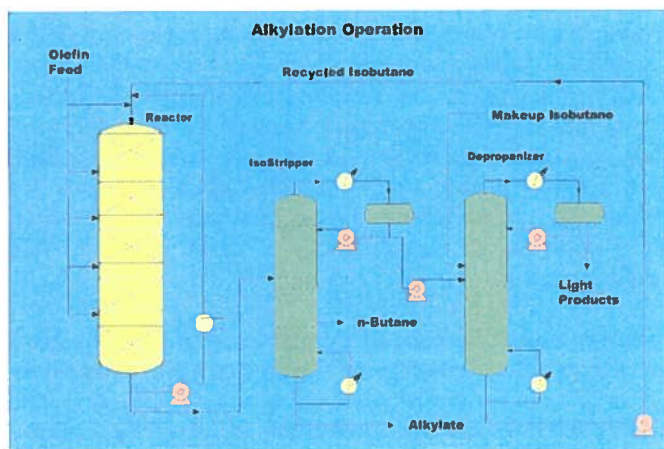 Alkylation Operation
Olefin
Feed
Recycled Isobutane
Reactor
Makeup Isobutane
IsoStripper
Depropanizer
Light
Products
n-Butane
Alkylate